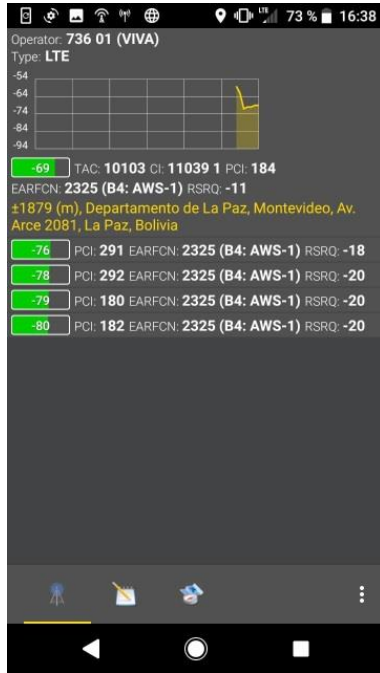 LTE 73 % 16:38
Operator: 736 01 (VIVA)
Type: LTE
-54
-64
-74
-84
-94
-69 TAC: 10103 CI: 11039 1 PCI: 184
EARFCN: 2325 (B4: AWS-1) RSRQ: -11
±1879 (m), Departamento de La Paz, Montevideo, Av.
Arce 2081, La Paz, Bolivia
-76 PCI: 291 EARFCN: 2325 (B4: AWS-1) RSRQ: -18
-78 PCI: 292 EARFCN: 2325 (B4: AWS-1) RSRQ: -20
-79 PCI: 180 EARFCN: 2325 (B4: AWS-1) RSRQ: -20
-80 PCI: 182 EARFCN: 2325 (B4: AWS-1) RSRQ: -20